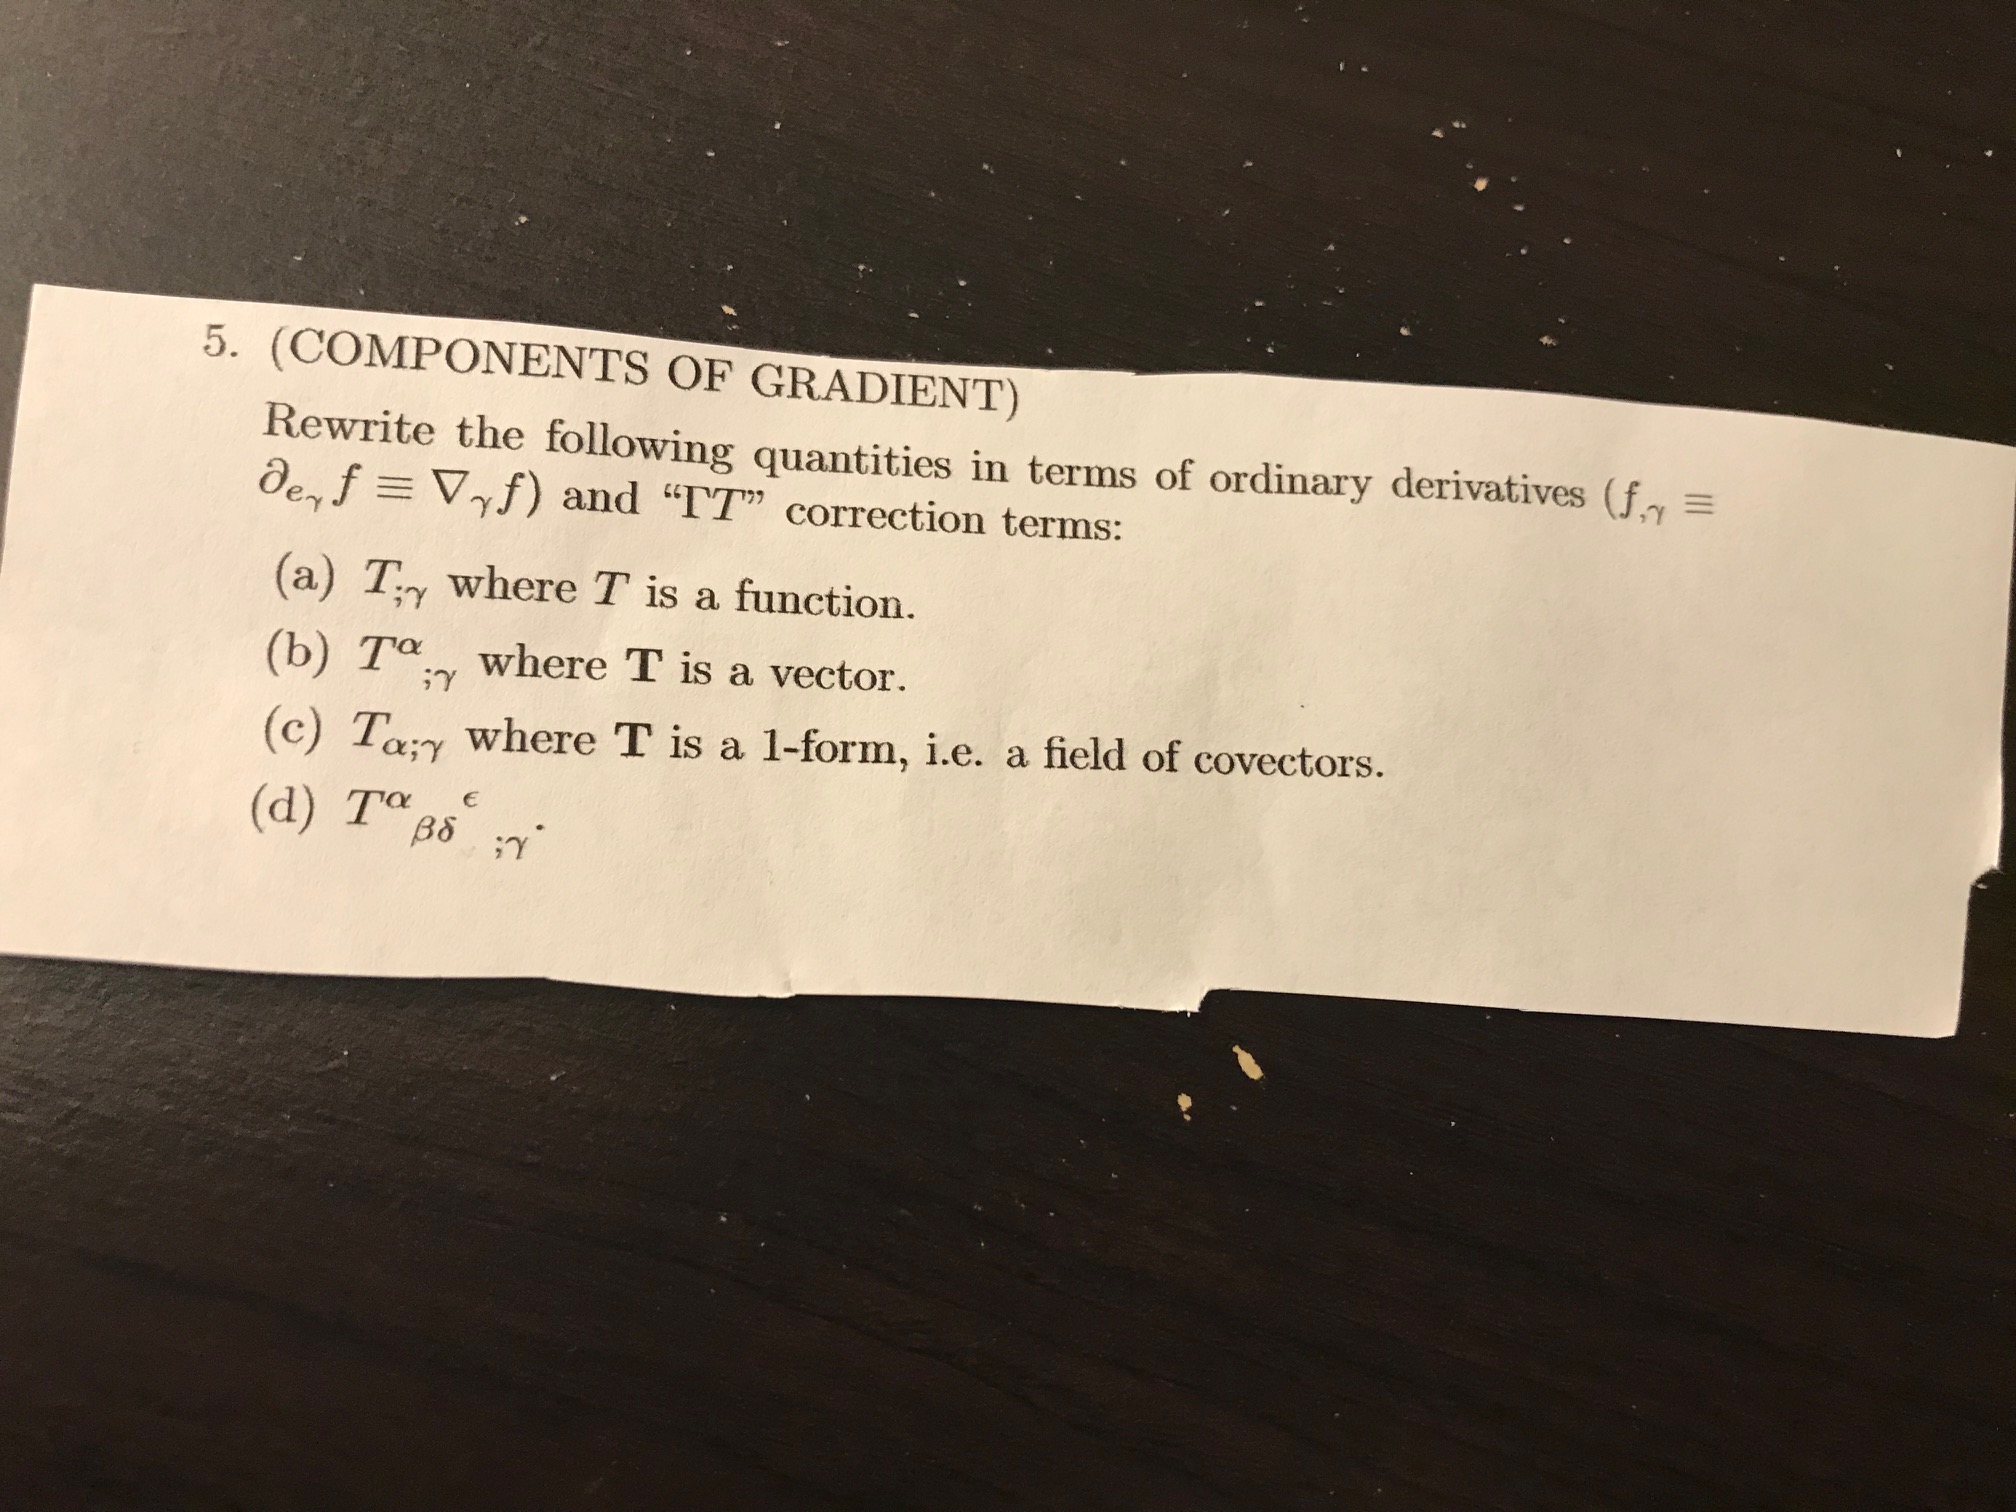 5. (COMPONENTS OF GRADIENT)
Rewrite the following quantities in terms of ordinary derivatives (f,γ ≡
∂eγ f ≡ ∇γf) and “ΓT” correction terms:
(a) T;γ where T is a function.
(b) Tα;γ where T is a vector.
(c) Tα;γ where T is a 1-form, i.e. a field of covectors.
(d) Tαβδϵ;γ.